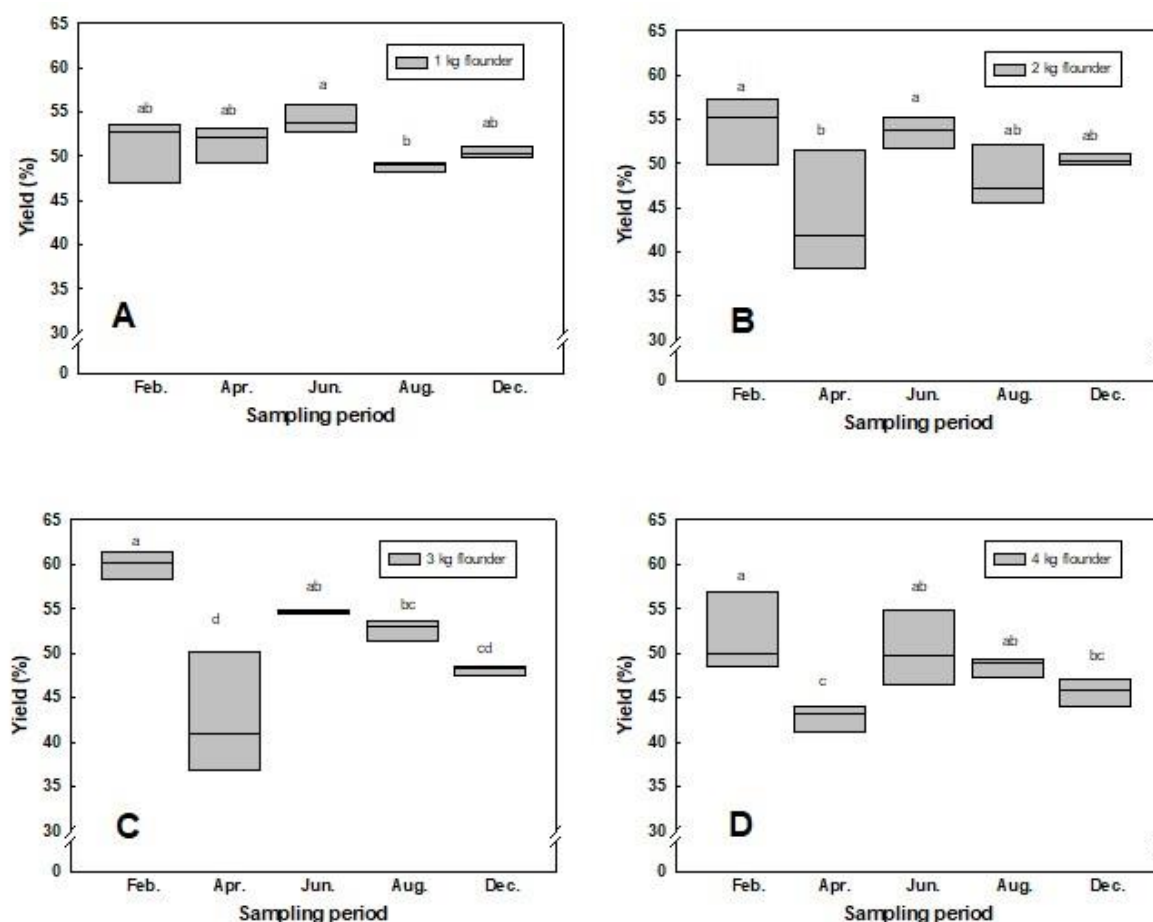 65
60
55
50
45
40
35
30
0
Yield (%)
1 kg flounder
ab
ab
a
b
ab
A
Feb.
Apr.
Jun.
Aug.
Dec.
Sampling period
65
60
55
50
45
40
35
30
0
Yield (%)
2 kg flounder
a
b
a
ab
ab
B
Feb.
Apr.
Jun.
Aug.
Dec.
Sampling period
65
60
55
50
45
40
35
30
0
Yield (%)
3 kg flounder
a
d
ab
bc
cd
C
Feb.
Apr.
Jun.
Aug.
Dec.
Sampling period
65
60
55
50
45
40
35
30
0
Yield (%)
4 kg flounder
a
c
ab
ab
bc
D
Feb.
Apr.
Jun.
Aug.
Dec.
Sampling period